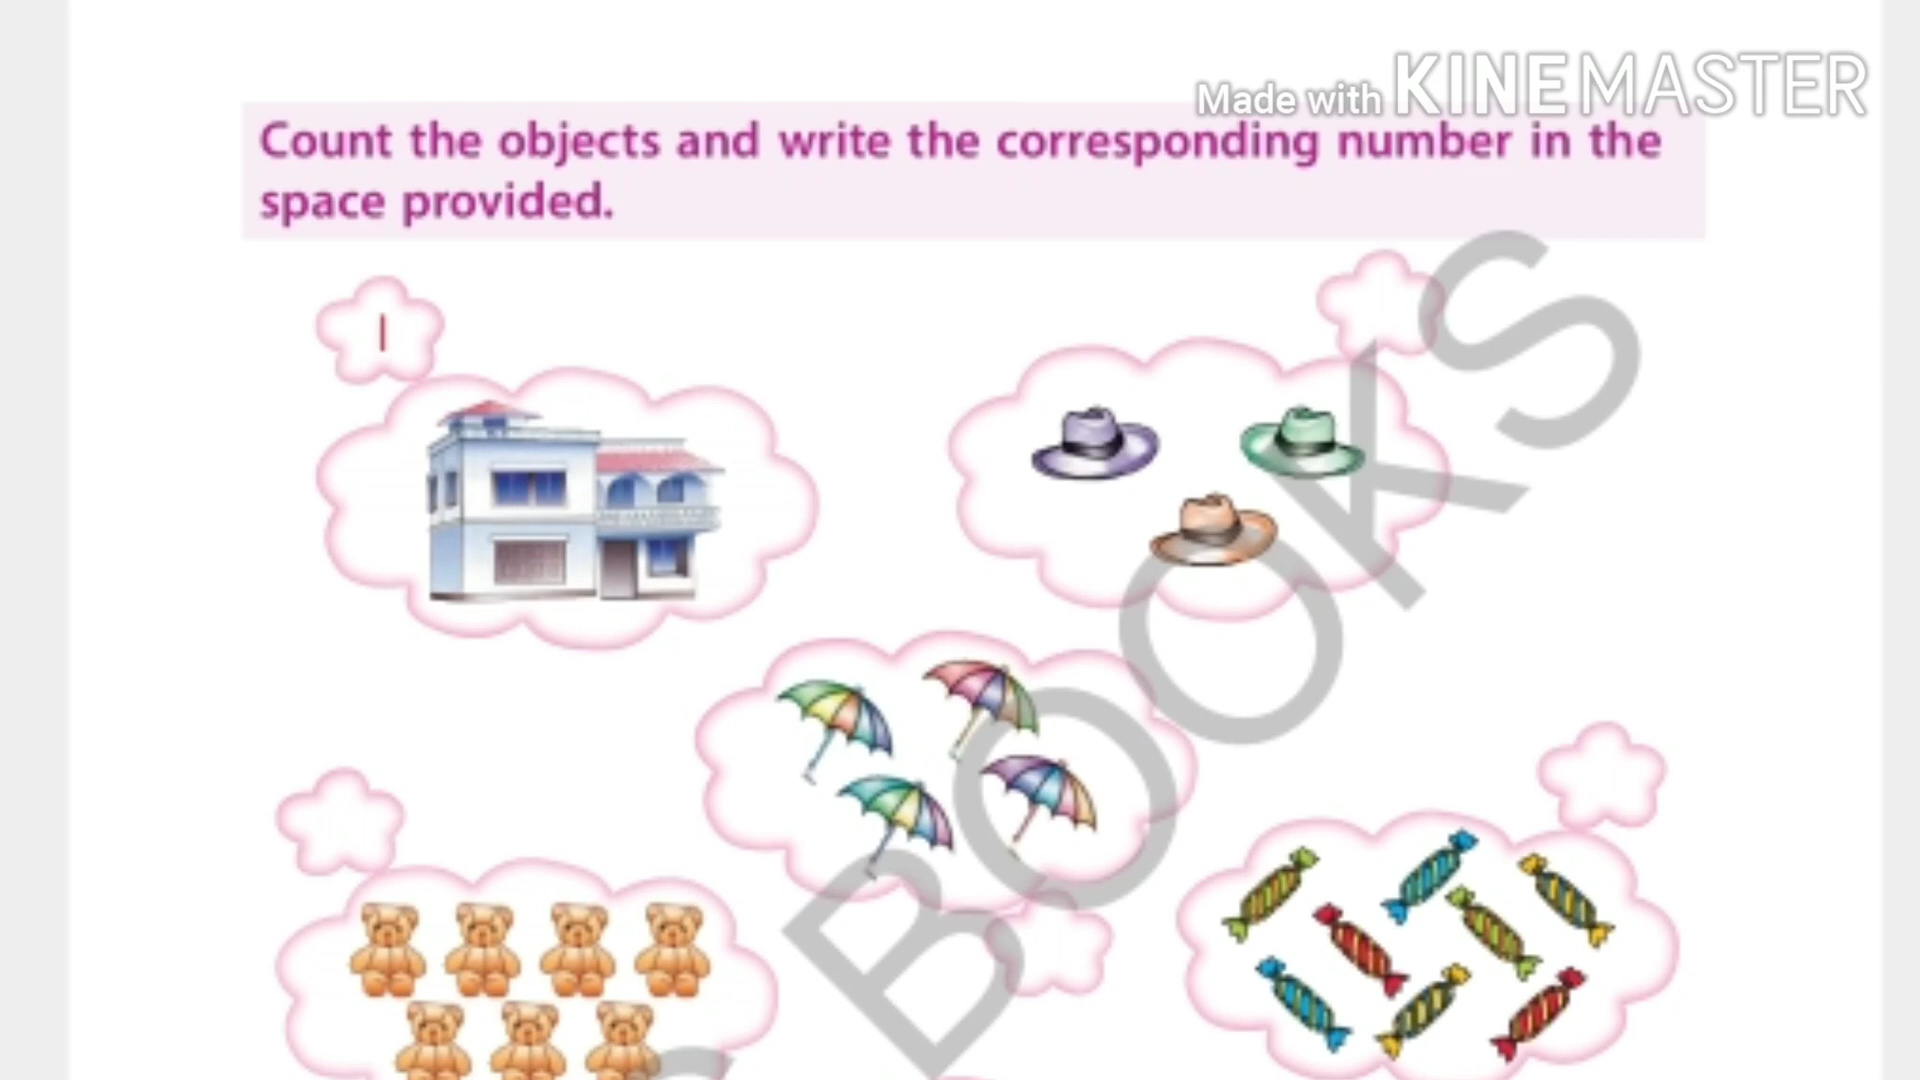 Made with KINEMASTER
Count the objects and write the corresponding number in the
space provided.
1
BOOKS